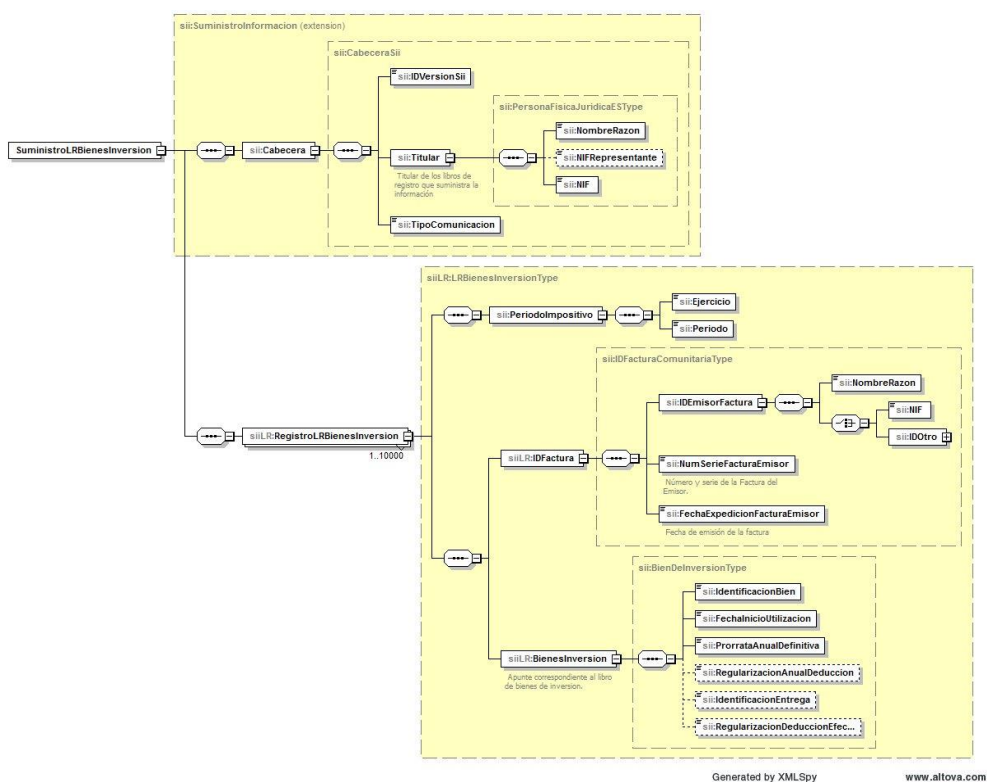 sii:SuministroInformacion (extension)
sii:CabeceraSii
sii:IDVersionSii
sii:PersonaFisicaJuridicaESType
sii:NombreRazon
SuministroLRBienesInversion
sii:Cabecera
sii:Titular
sii:NIFRepresentante
Titular de los libros de
registro que suministra la
información
sii:NIF
sii:TipoComunicacion
siiLR:LRBienesInversionType
sii:Ejercicio
sii:PeriodoImpositivo
sii:Periodo
sii:IDFacturaComunitariaType
sii:NombreRazon
sii:IDEmisorFactura
sii:NIF
sii:IDOtro
siiLR:RegistroLRBienesInversion
1..10000
siiLR:IDFactura
sii:NumSerieFacturaEmisor
Número y serie de la Factura del
Emisor.
sii:FechaExpedicionFacturaEmisor
Fecha de emisión de la factura
sii:BienDeInversionType
sii:IdentificacionBien
sii:FechaInicioUtilizacion
sii:ProrrataAnualDefinitiva
siiLR:BienesInversion
Apunte correspondiente al libro
de bienes de inversion.
sii:RegularizacionAnualDeduccion
sii:IdentificacionEntrega
sii:RegularizacionDeduccionEfec...
Generated by XMLSpy
www.altova.com